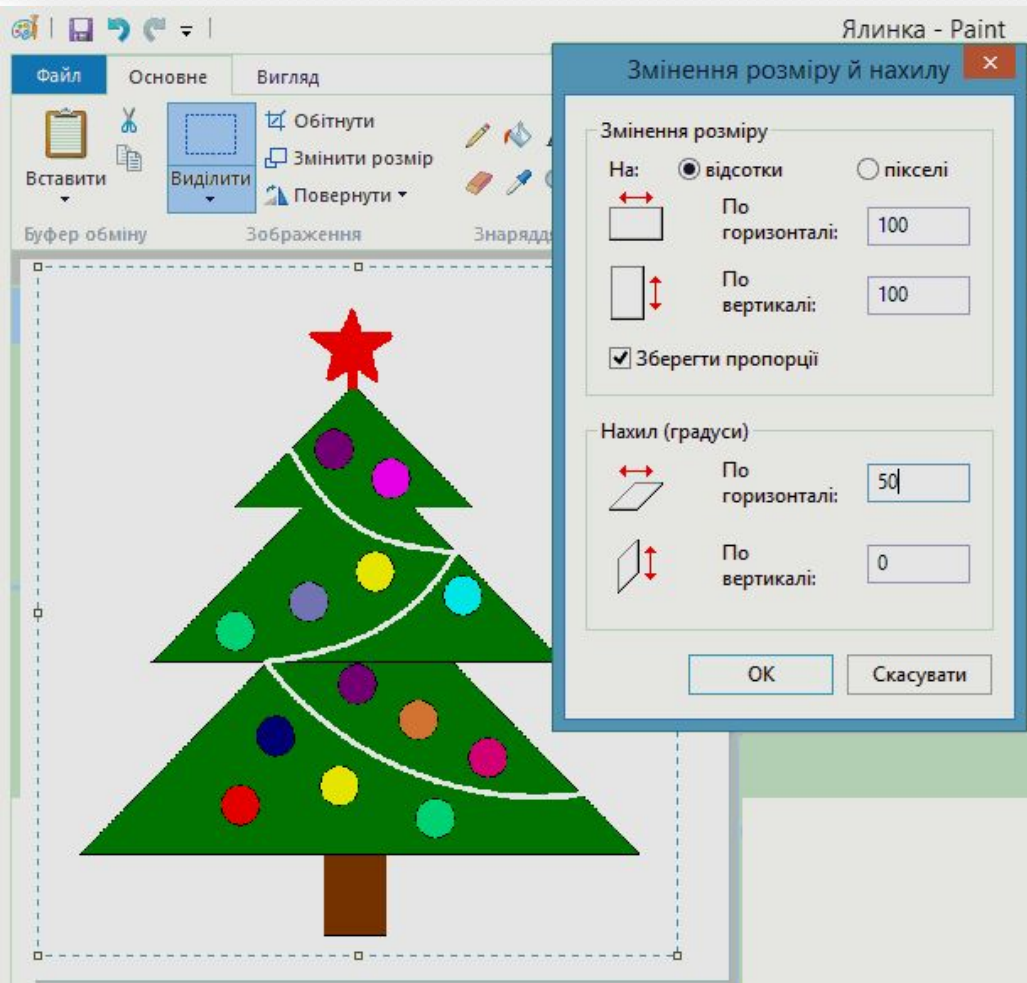 Ялинка - Paint
Файл Основне Вигляд
Вставити
Виділити
Обітнути
Змінити розмір
Повернути
Буфер обміну Зображення Знаряддя
Змінення розміру й нахилу
Змінення розміру
На: відсотки пікселі
По
горизонталі: 100
По
вертикалі: 100
Зберегти пропорції
Нахил (градуси)
По
горизонталі: 50
По
вертикалі: 0
ОК Скасувати